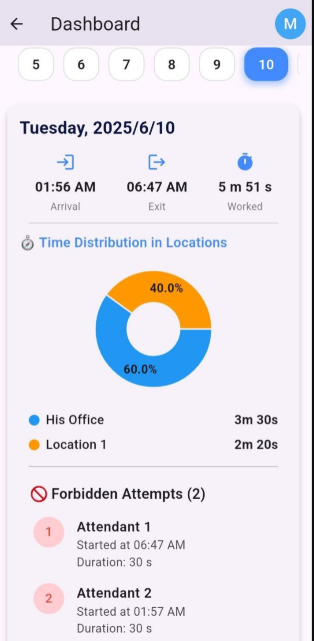 Dashboard
M
5 6 7 8 9 10
Tuesday, 2025/6/10
01:56 AM 06:47 AM 5 m 51 s
Arrival Exit Worked
Time Distribution in Locations
40.0%
60.0%
His Office 3m 30s
Location 1 2m 20s
Forbidden Attempts (2)
1 Attendant 1
Started at 06:47 AM
Duration: 30 s
2 Attendant 2
Started at 01:57 AM
Duration: 30 s